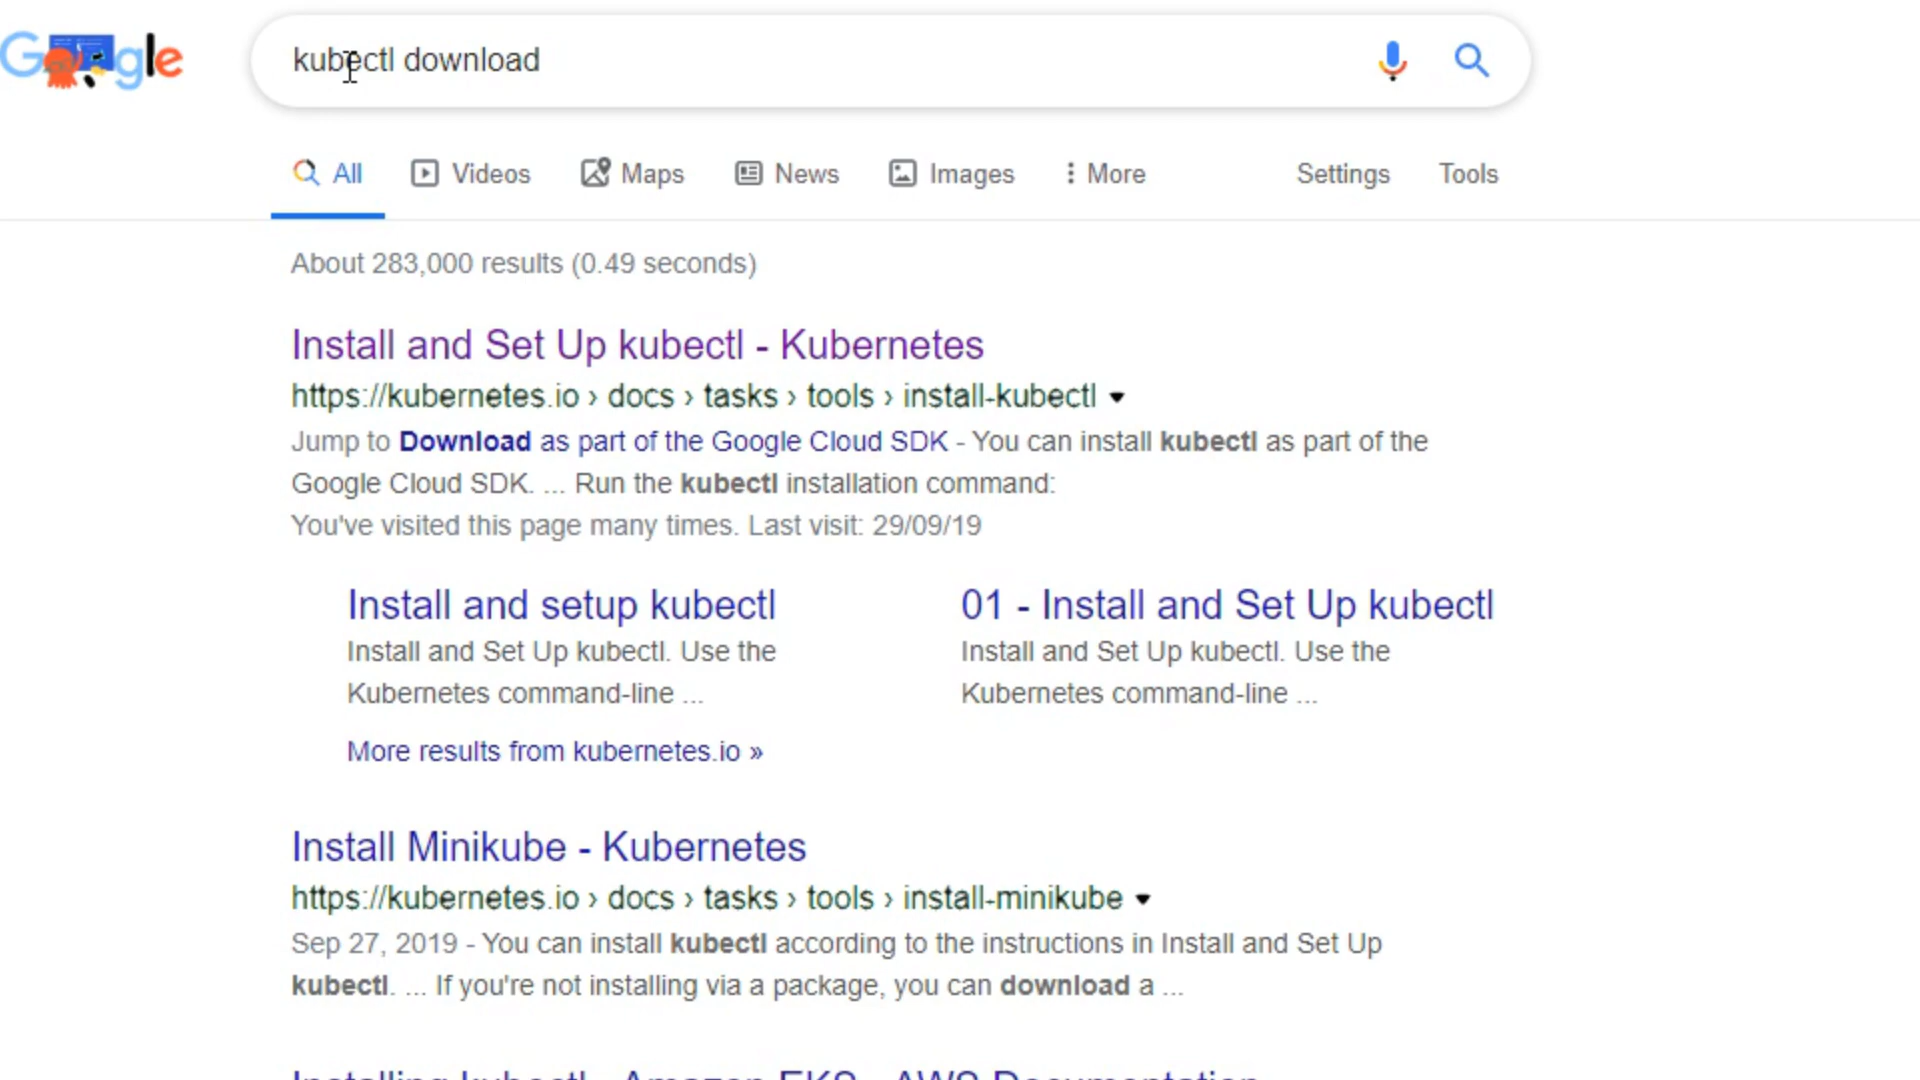 Google
kubectl download
All Videos Maps News Images More Settings Tools
About 283,000 results (0.49 seconds)
Install and Set Up kubectl - Kubernetes
https://kubernetes.io › docs › tasks › tools › install-kubectl
Jump to Download as part of the Google Cloud SDK - You can install kubectl as part of the
Google Cloud SDK. ... Run the kubectl installation command:
You've visited this page many times. Last visit: 29/09/19
Install and setup kubectl
Install and Set Up kubectl. Use the
Kubernetes command-line ...
01 - Install and Set Up kubectl
Install and Set Up kubectl. Use the
Kubernetes command-line ...
More results from kubernetes.io »
Install Minikube - Kubernetes
https://kubernetes.io › docs › tasks › tools › install-minikube
Sep 27, 2019 - You can install kubectl according to the instructions in Install and Set Up
kubectl. ... If you're not installing via a package, you can download a ...
Installing kubectl - Amazon EKS - AWS Documentation